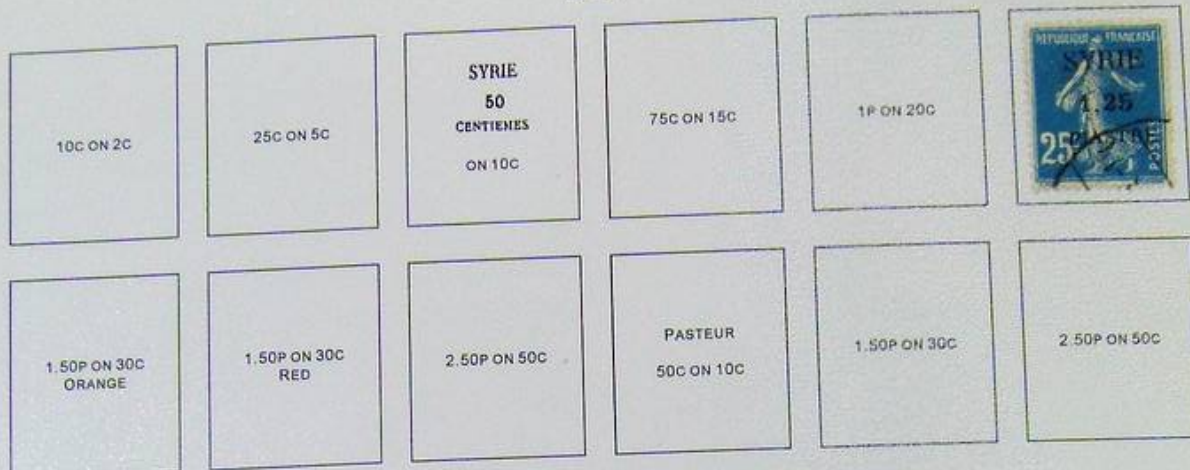 10C ON 2C
25C ON 5C
SYRIE
50
CENTIEMES
ON 10C
75C ON 15C
1P ON 20C
REPUBLIQUE FRANÇAISE
SYRIE
1.25
PIASTRE
25
POSTES
1.50P ON 30C
ORANGE
1.50P ON 30C
RED
2.50P ON 50C
PASTEUR
50C ON 10C
1.50P ON 30C
2.50P ON 50C